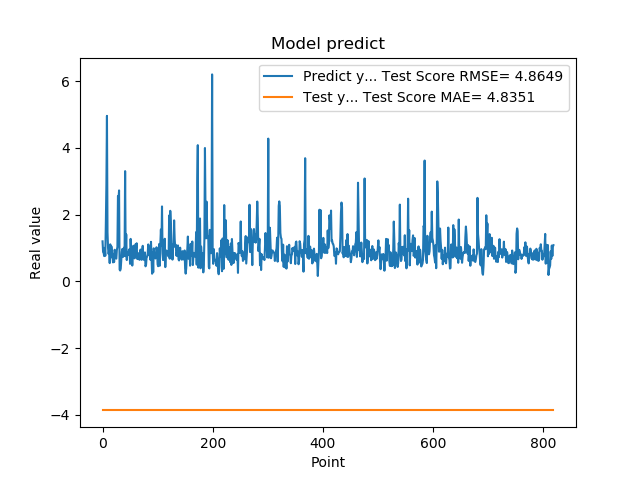 Model predict
Predict y... Test Score RMSE= 4.8649
Test y... Test Score MAE= 4.8351
Real value
6
4
2
0
−2
−4
0 200 400 600 800
Point